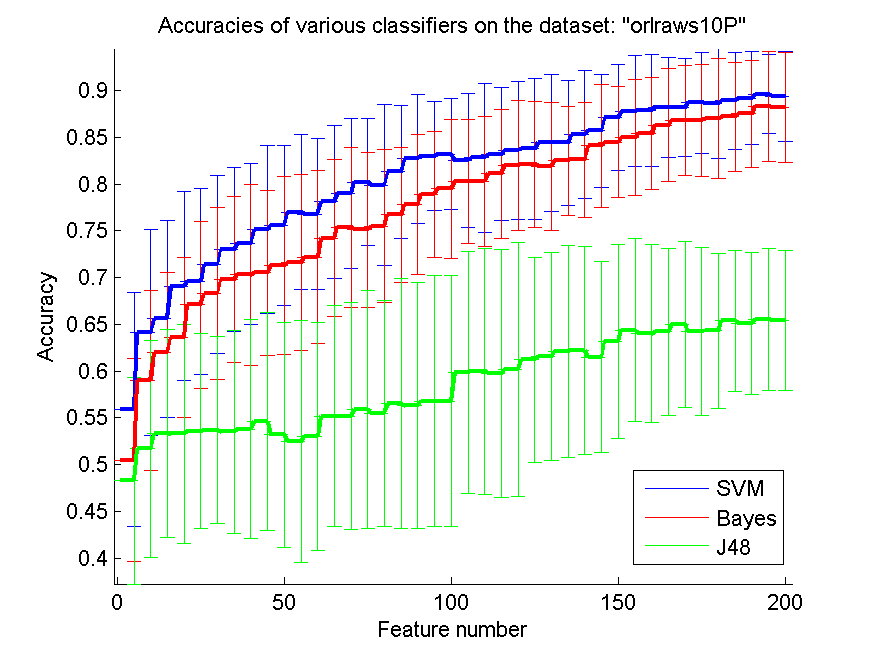 Accuracies of various classifiers on the dataset: "orlraws10P"
0.9
0.85
0.8
0.75
0.7
0.65
0.6
0.55
0.5
0.45
0.4
Accuracy
SVM
Bayes
J48
0 50 100 150 200
Feature number